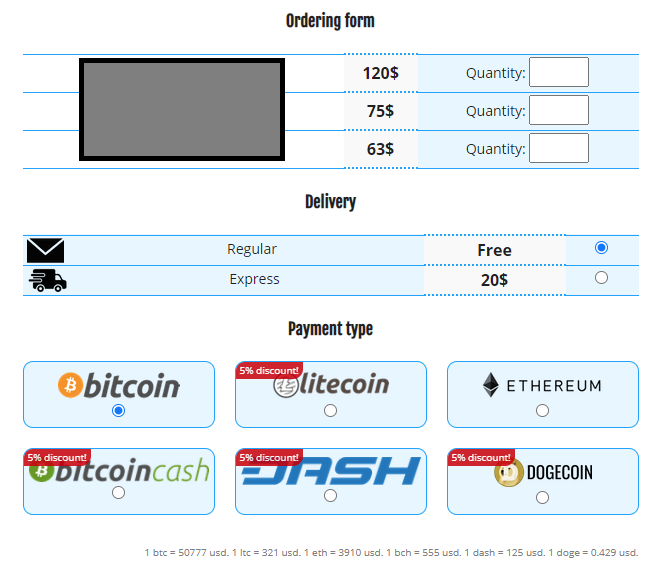 Ordering form
120$ Quantity:
75$ Quantity:
63$ Quantity:
Delivery
Regular Free
Express 20$
Payment type
bitcoin
5% discount!
litecoin
ETHEREUM
5% discount!
bitcoincash
5% discount!
DASH
5% discount!
DOGECOIN
1 btc = 50777 usd. 1 ltc = 321 usd. 1 eth = 3910 usd. 1 bch = 555 usd. 1 dash = 125 usd. 1 doge = 0.429 usd.